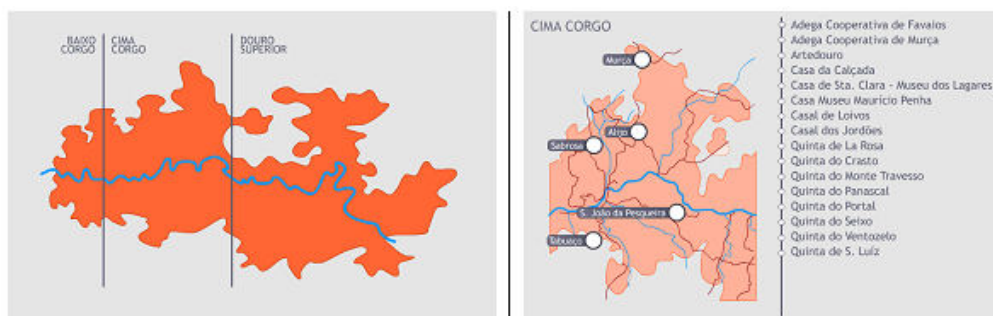 BAIXO
CORGO
CIMA
CORGO
DOURO
SUPERIOR
CIMA CORGO
Murça
Alijo
Sabrosa
S. João da Pesqueira
Tabuaço
Adega Cooperativa de Favaios
Adega Cooperativa de Murça
Artedouro
Casa da Calçada
Casa de Sta. Clara - Museu dos Lagares
Casa Museu Maurício Penha
Casal de Loivos
Casal dos Jordões
Quinta de La Rosa
Quinta do Crasto
Quinta do Monte Travesso
Quinta do Panascal
Quinta do Portal
Quinta do Seixo
Quinta do Ventozelo
Quinta de S. Luíz